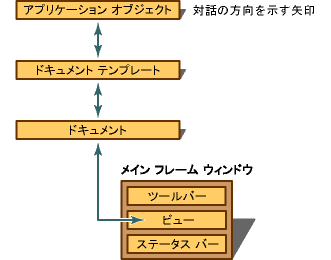 アプリケーション オブジェクト
対話の方向を示す矢印
ドキュメント テンプレート
ドキュメント
メイン フレーム ウィンドウ
ツールバー
ビュー
ステータス バー